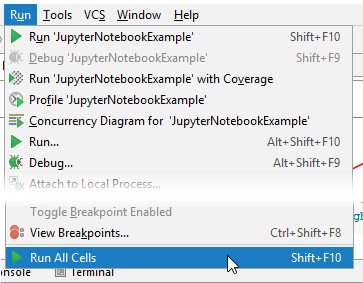 Run Tools VCS Window Help
Run 'JupyterNotebookExample' Shift+F10
Debug 'JupyterNotebookExample' Shift+F9
Run 'JupyterNotebookExample' with Coverage
Profile 'JupyterNotebookExample'
Concurrency Diagram for 'JupyterNotebookExample'
Run... Alt+Shift+F10
Debug... Alt+Shift+F9
Attach to Local Process...
Toggle Breakpoint Enabled
View Breakpoints... Ctrl+Shift+F8
Run All Cells Shift+F10
onsole Terminal